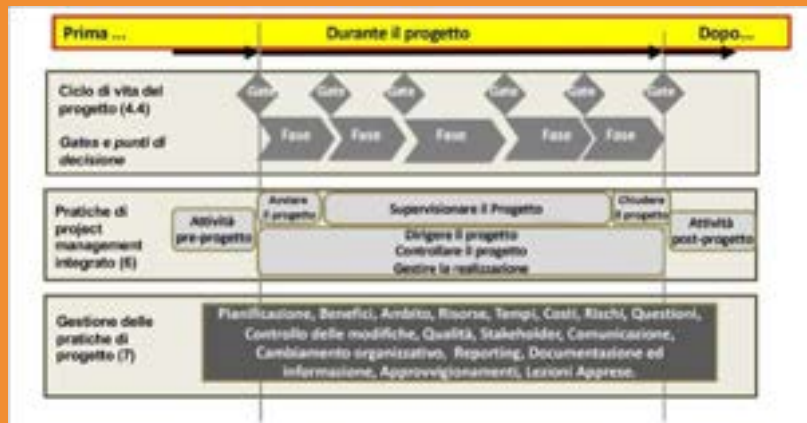 Prima ... Durante il progetto Dopo...
Ciclo di vita del
progetto (4.4)
Gates e punti di
decisione
Gate Gate Gate Gate Gate Gate
Fase Fase Fase Fase Fase
Pratiche di
project
management
integrato (6)
Attività
pre-progetto
Avviare
il progetto
Supervisionare il Progetto
Chiudere
il progetto
Dirigere il progetto
Controllare il progetto
Gestire la realizzazione
Attività
post-progetto
Gestione delle
pratiche di
progetto (7)
Pianificazione, Benefici, Ambito, Risorse, Tempi, Costi, Rischi, Questioni,
Controllo delle modifiche, Qualità, Stakeholder, Comunicazione,
Cambiamento organizzativo, Reporting, Documentazione ed
informazione, Approvvigionamenti, Lezioni Apprese.